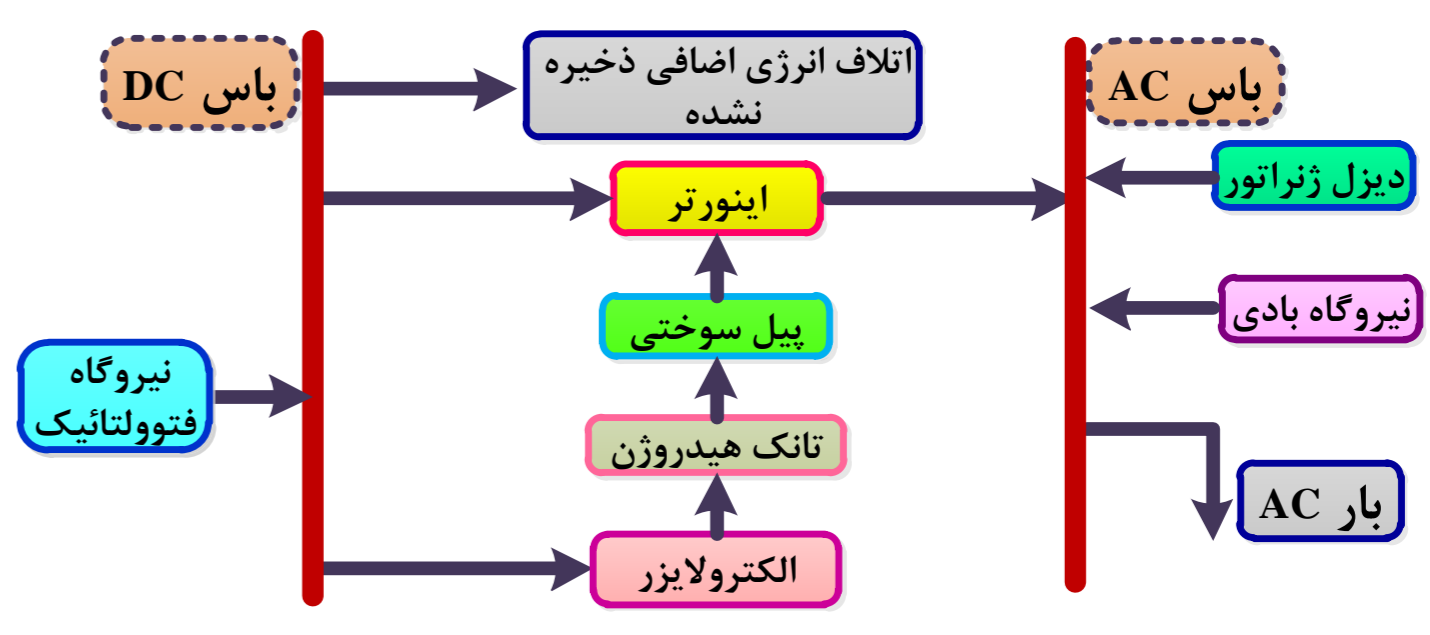 باس DC
اتلاف انرژی اضافی ذخیره
نشده
باس AC
دیزل ژنراتور
اینورتر
نیروگاه بادی
پیل سوختی
نیروگاه
فتوولتائیک
تانک هیدروژن
بار AC
الکترولایزر